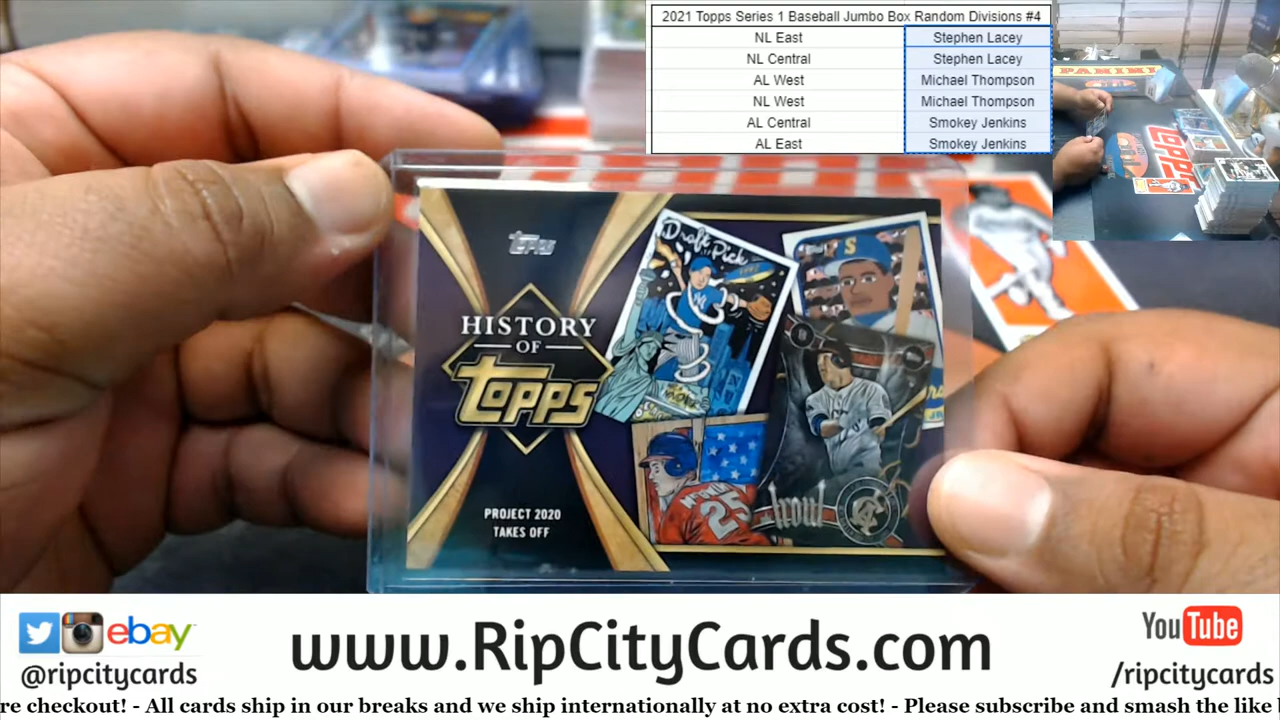 2021 Topps Series 1 Baseball Jumbo Box Random Divisions #4
NL East Stephen Lacey
NL Central Stephen Lacey
AL West Michael Thompson
NL West Michael Thompson
AL Central Smokey Jenkins
AL East Smokey Jenkins
PANINI
TOPPS
Topps
HISTORY
OF
Topps
PROJECT 2020
TAKES OFF
Draft Pick
S
25
Trout
ebay
@ripcitycards
www.RipCityCards.com
YouTube
/ripcitycards
re checkout! - All cards ship in our breaks and we ship internationally at no extra cost! - Please subscribe and smash the like